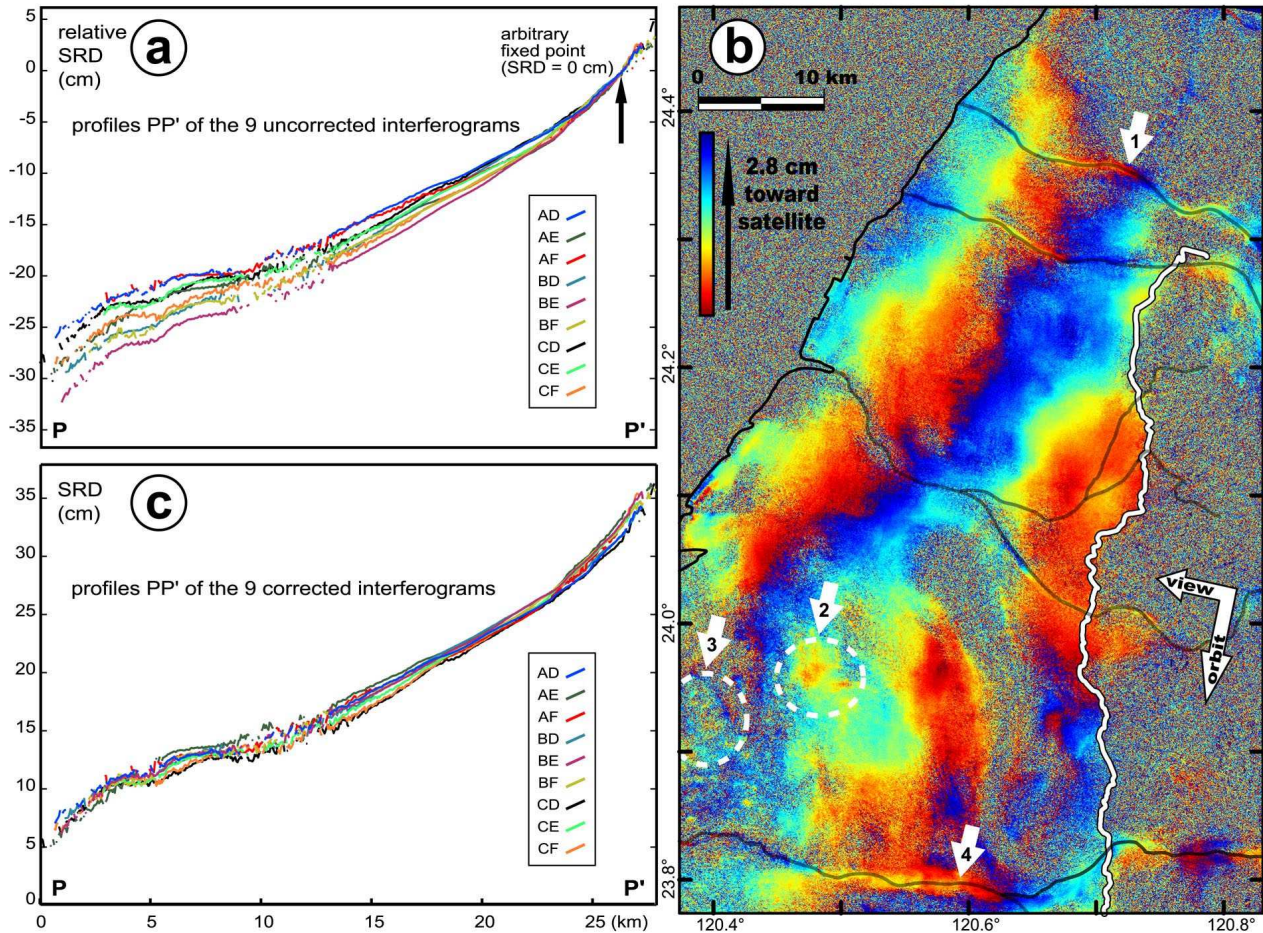 5
0
-5
-10
-15
-20
-25
-30
-35
relative
SRD
(cm)
a
arbitrary
fixed point
(SRD = 0 cm)
profiles PP' of the 9 uncorrected interferograms
AD
AE
AF
BD
BE
BF
CD
CE
CF
P
P'
35
30
25
20
15
10
5
0
SRD
(cm)
c
profiles PP' of the 9 corrected interferograms
AD
AE
AF
BD
BE
BF
CD
CE
CF
P
P'
0
5
10
15
20
25
(km)
b
0
10 km
2.8 cm
toward
satellite
1
2
3
4
view
orbit
24.4°
24.2°
24.0°
23.8°
120.4°
120.6°
120.8°